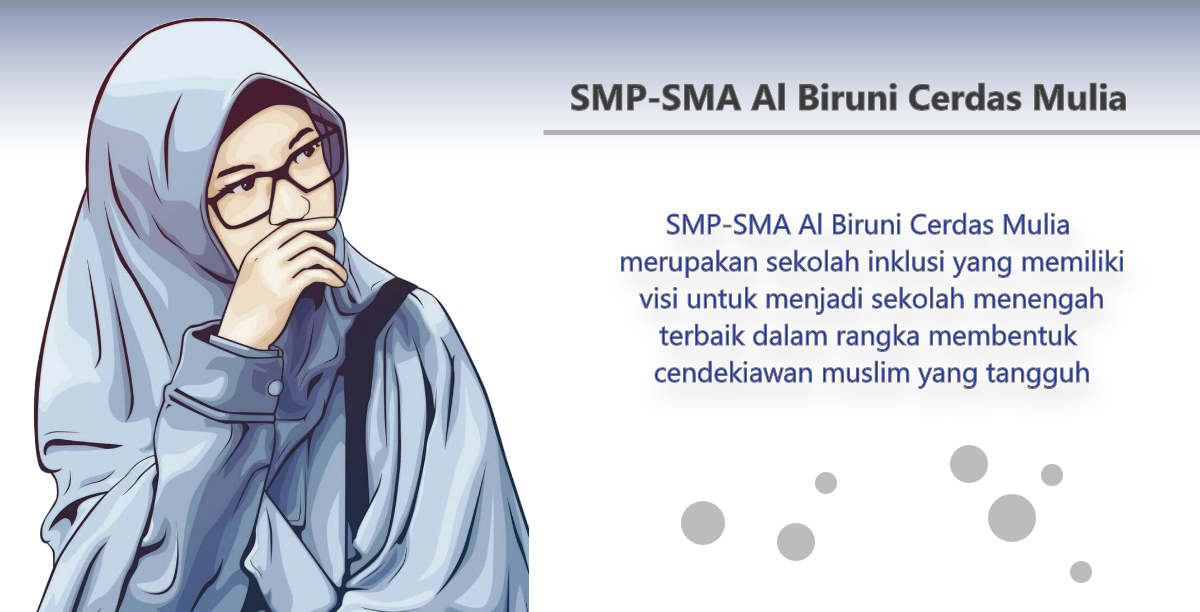 SMP-SMA Al Biruni Cerdas Mulia
SMP-SMA Al Biruni Cerdas Mulia
merupakan sekolah inklusi yang memiliki
visi untuk menjadi sekolah menengah
terbaik dalam rangka membentuk
cendekiawan muslim yang tangguh